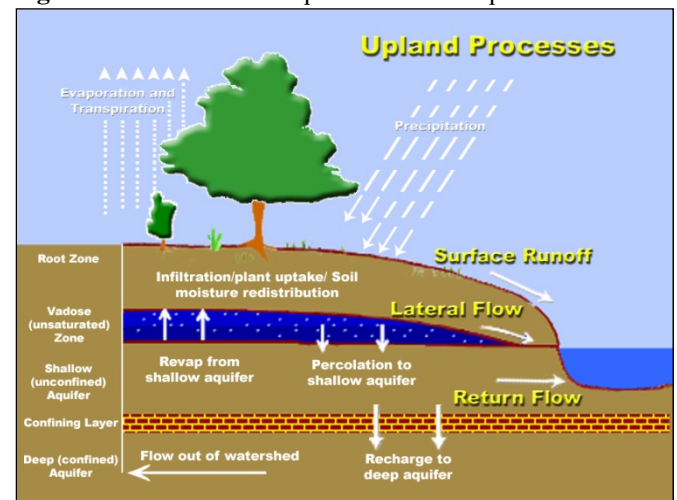 Upland Processes
Evaporation and
Transpiration
Precipitation
Root Zone
Surface Runoff
Infiltration/plant uptake/ Soil
moisture redistribution
Vadose
(unsaturated)
Zone
Lateral Flow
Revap from
shallow aquifer
Percolation to
shallow aquifer
Shallow
(unconfined)
Aquifer
Return Flow
Confining Layer
Deep (confined)
Aquifer
Flow out of watershed
Recharge to
deep aquifer